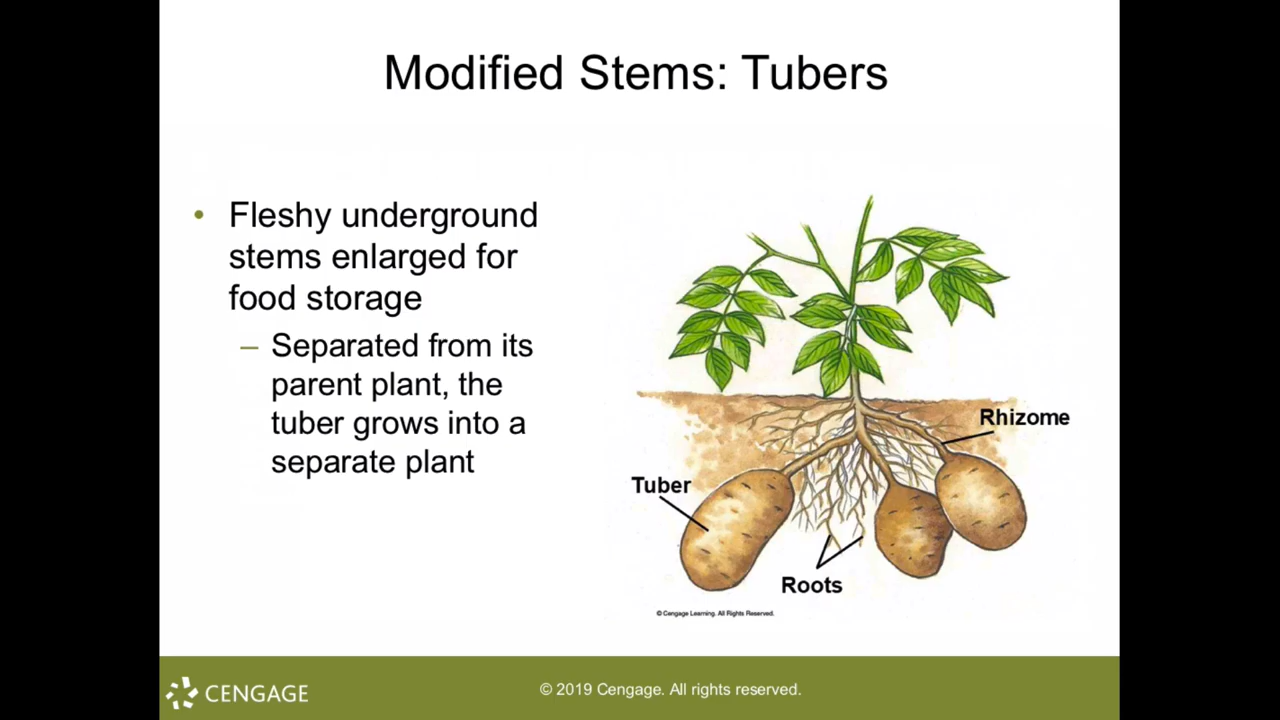 Modified Stems: Tubers
• Fleshy underground
stems enlarged for
food storage
– Separated from its
parent plant, the
tuber grows into a
separate plant
Rhizome
Tuber
Roots
© Cengage Learning. All Rights Reserved.
CENGAGE
© 2019 Cengage. All rights reserved.